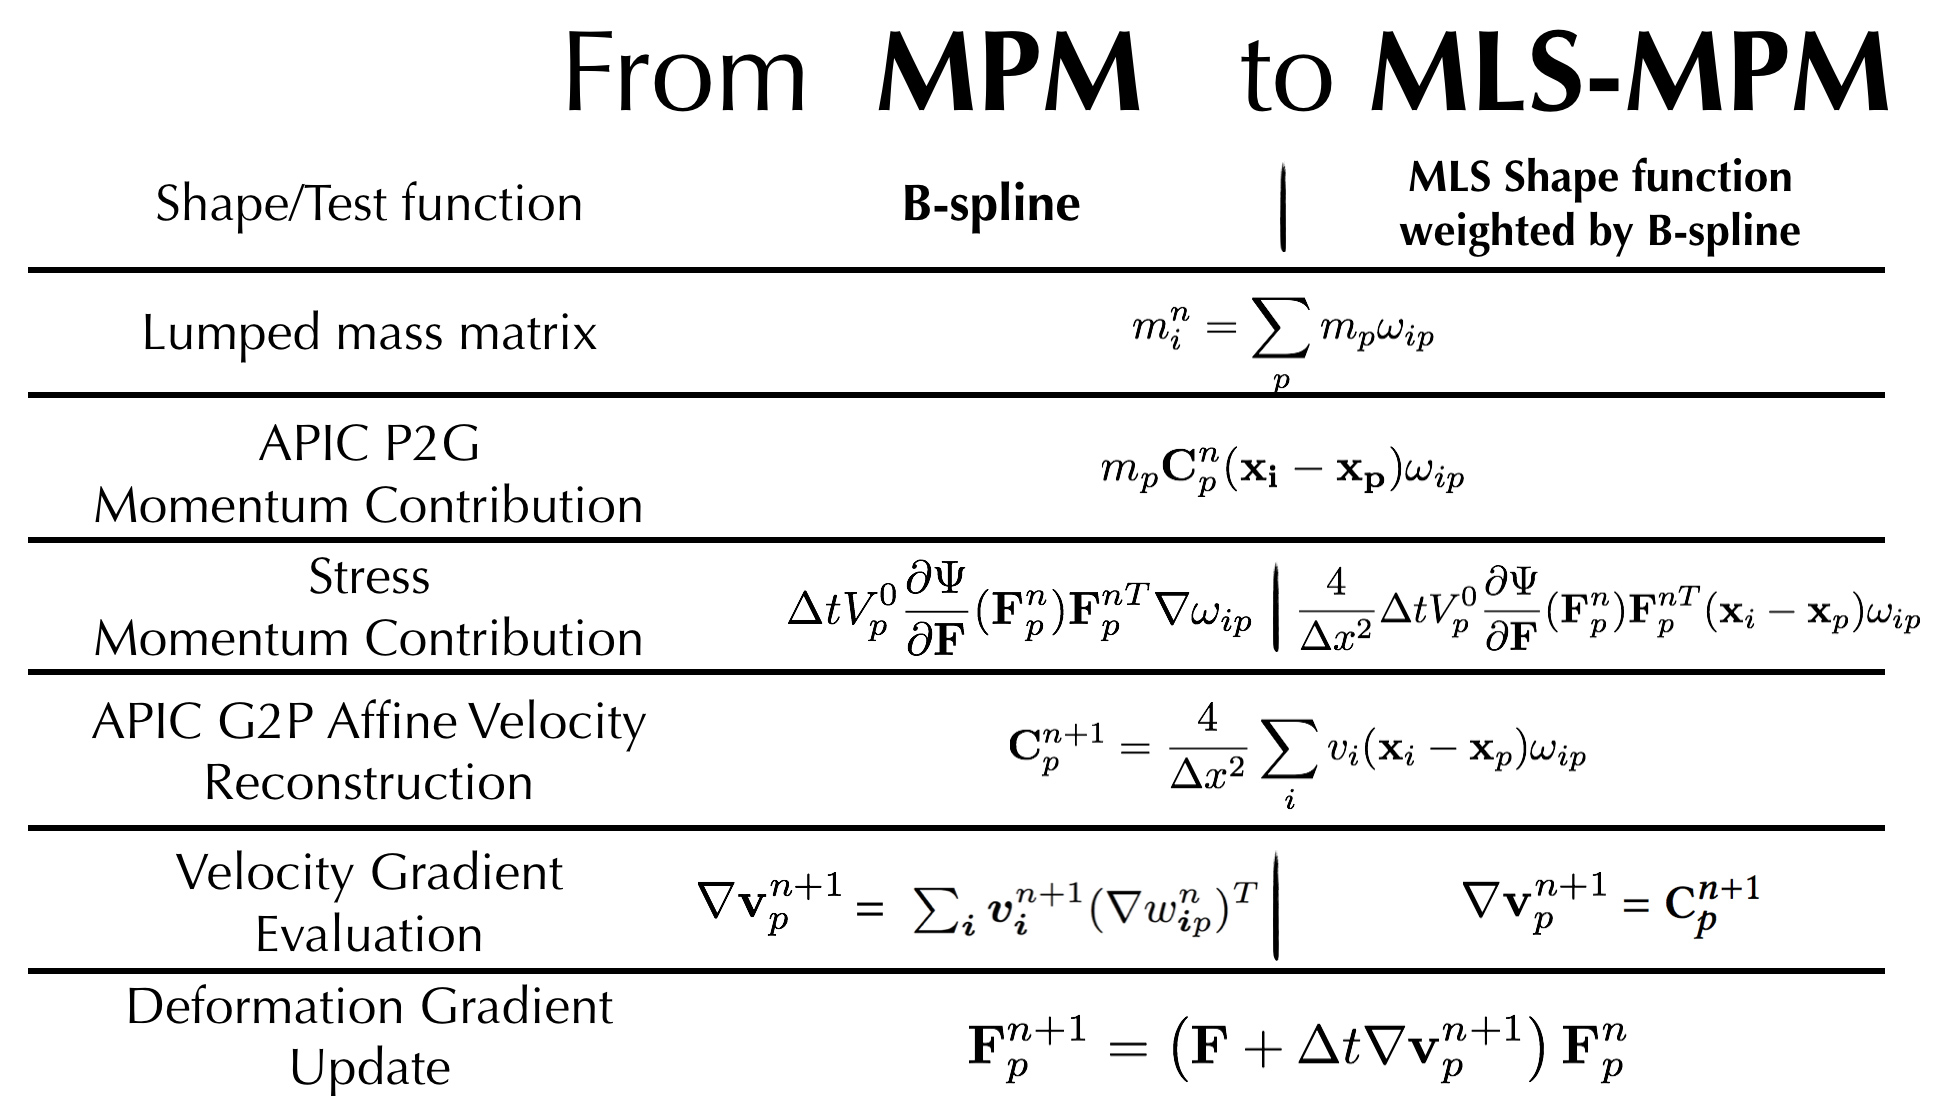 From MPM to MLS-MPM
Shape/Test function
B-spline
MLS Shape function
weighted by B-spline
Lumped mass matrix
$m_i^n = \sum_p m_p \omega_{ip}$
APIC P2G
Momentum Contribution
$m_p \mathbf{C}_p^n (\mathbf{x_i} - \mathbf{x_p}) \omega_{ip}$
Stress
Momentum Contribution
$\Delta t V_p^0 \frac{\partial \Psi}{\partial \mathbf{F}} (\mathbf{F}_p^n) \mathbf{F}_p^{nT} \nabla \omega_{ip}$
$\frac{4}{\Delta x^2} \Delta t V_p^0 \frac{\partial \Psi}{\partial \mathbf{F}} (\mathbf{F}_p^n) \mathbf{F}_p^{nT} (\mathbf{x}_i - \mathbf{x}_p) \omega_{ip}$
APIC G2P Affine Velocity
Reconstruction
$\mathbf{C}_p^{n+1} = \frac{4}{\Delta x^2} \sum_i v_i (\mathbf{x}_i - \mathbf{x}_p) \omega_{ip}$
Velocity Gradient
Evaluation
$\nabla \mathbf{v}_p^{n+1} = \sum_{\boldsymbol{i}} \boldsymbol{v}_{\boldsymbol{i}}^{n+1} (\nabla w_{\boldsymbol{i}p}^n)^T$
$\nabla \mathbf{v}_p^{n+1} = \mathbf{C}_p^{n+1}$
Deformation Gradient
Update
$\mathbf{F}_p^{n+1} = \left( \mathbf{F} + \Delta t \nabla \mathbf{v}_p^{n+1} \right) \mathbf{F}_p^n$